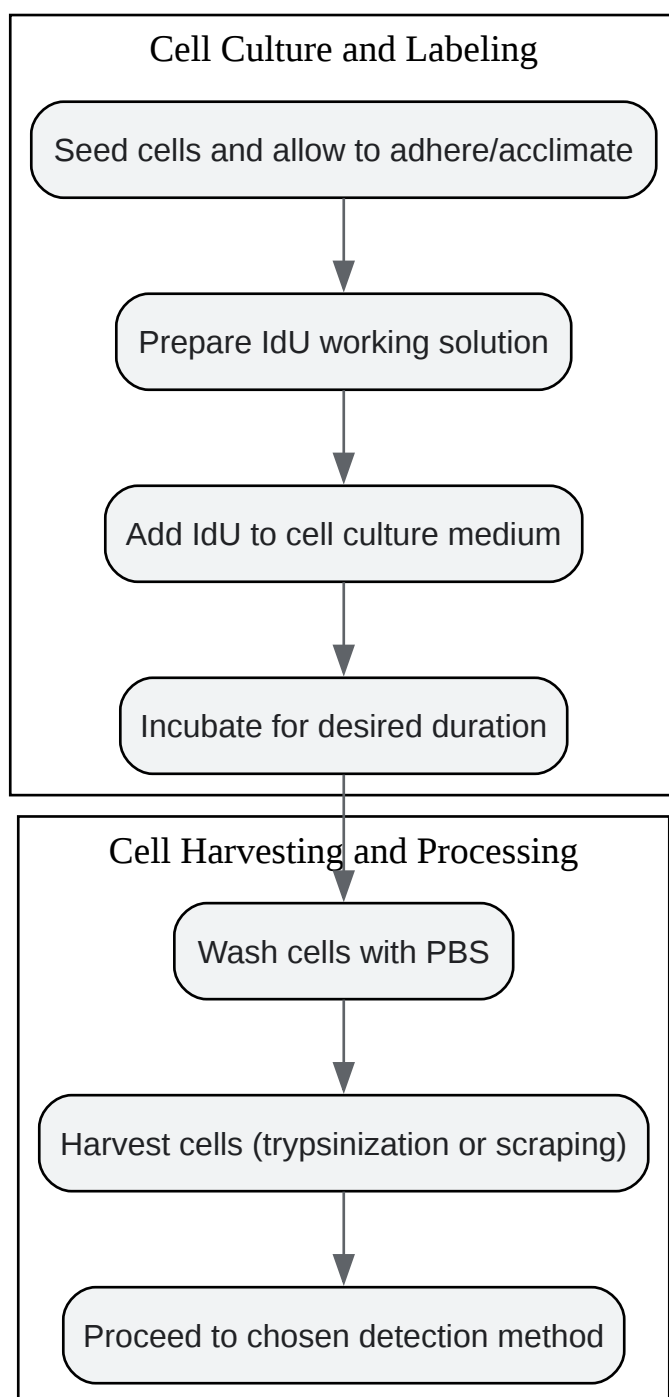 Cell Culture and Labeling
Seed cells and allow to adhere/acclimate
Prepare IdU working solution
Add IdU to cell culture medium
Incubate for desired duration
Cell Harvesting and Processing
Wash cells with PBS
Harvest cells (trypsinization or scraping)
Proceed to chosen detection method